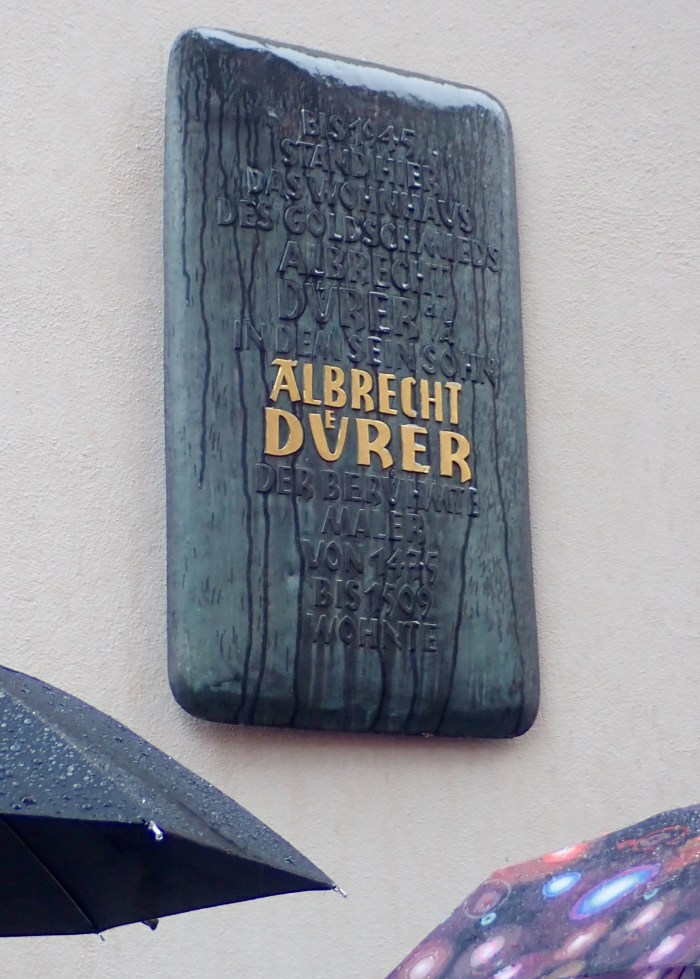 BIS 1945
STAND HIER
DAS WOHNHAUS
DES GOLDSCHMIEDS
ALBRECHT
DÜRER d. Ä.
IN DEM SEIN SOHN
ALBRECHT
DÜRER
DER BERÜHMTE
MALER
VON 1475
BIS 1509
WOHNTE